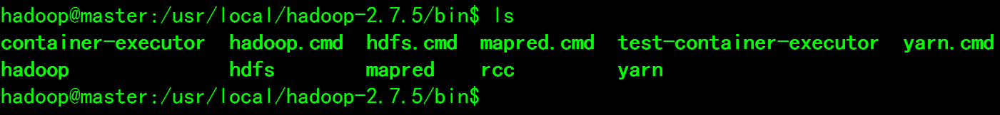 hadoop@master:/usr/local/hadoop-2.7.5/bin$ ls
container-executor  hadoop.cmd  hdfs.cmd  mapred.cmd  test-container-executor  yarn.cmd
hadoop              hdfs        mapred    rcc         yarn
hadoop@master:/usr/local/hadoop-2.7.5/bin$